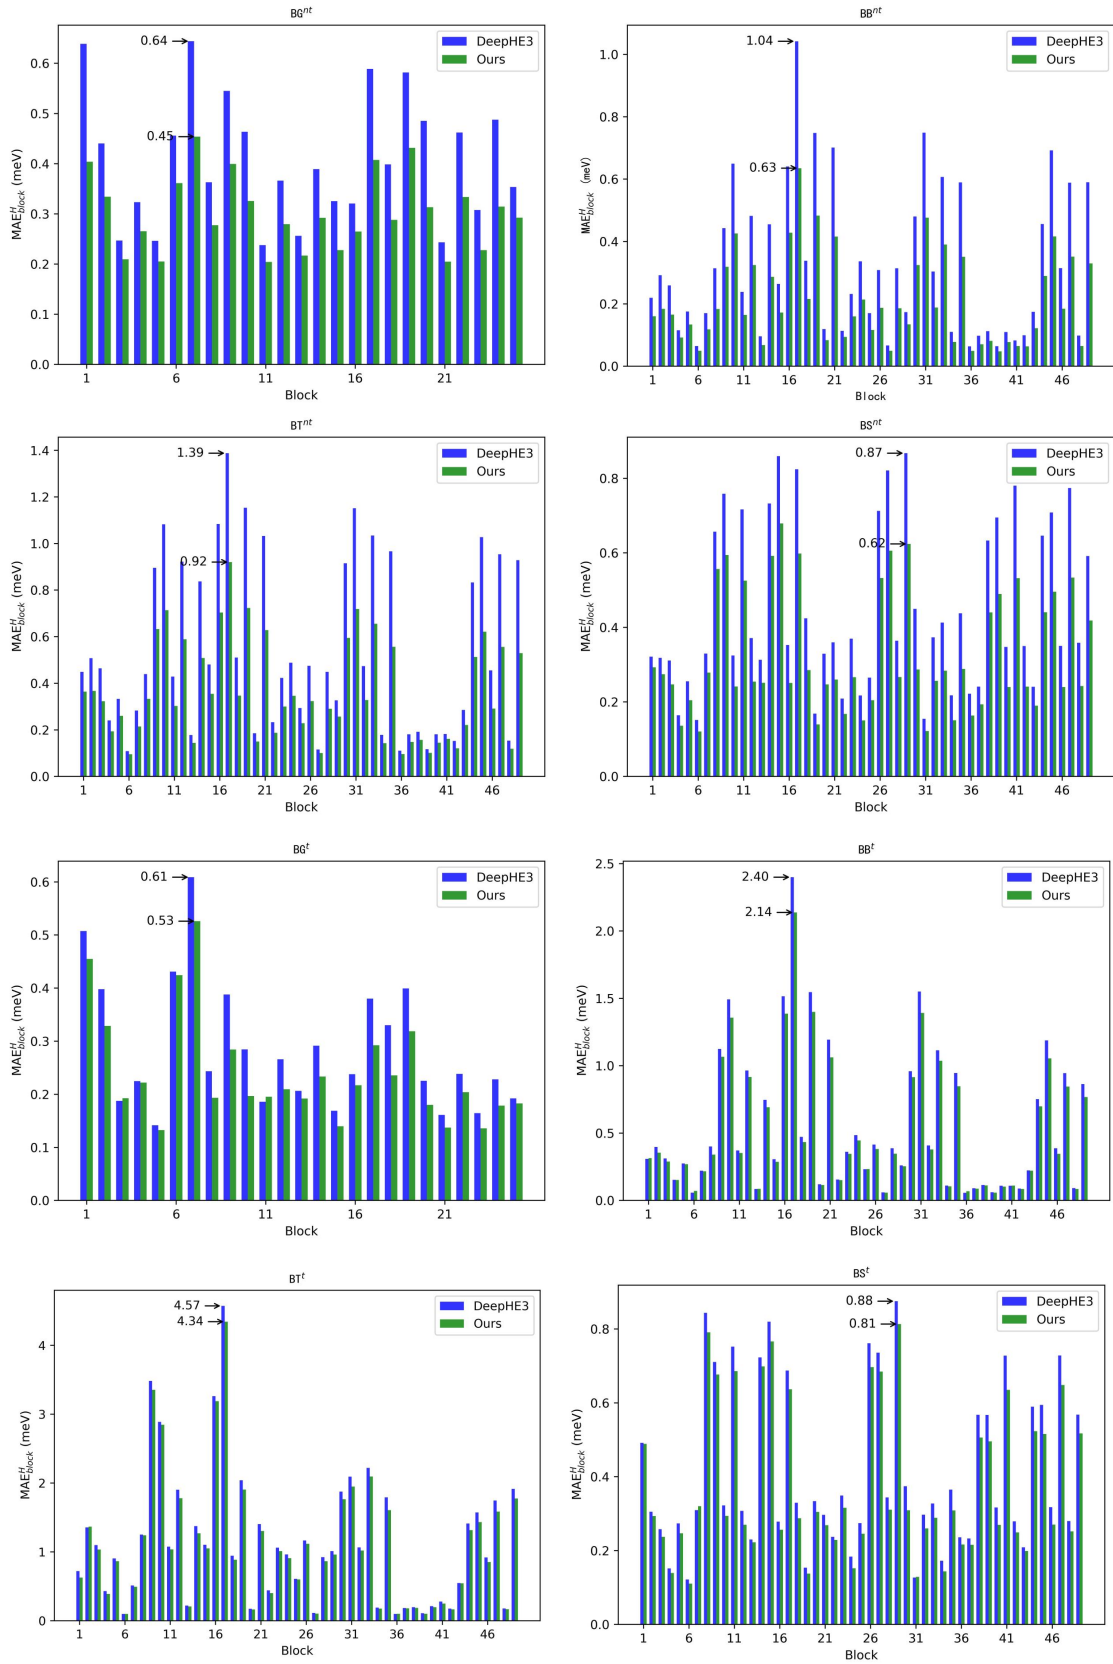 BG^nt
0.64
0.45
DeepHE3
Ours
MAE^H_block (meV)
0.6
0.5
0.4
0.3
0.2
0.1
0.0
1 6 11 16 21
Block
BB^nt
1.04
0.63
DeepHE3
Ours
MAE^H_block (meV)
1.0
0.8
0.6
0.4
0.2
0.0
1 6 11 16 21 26 31 36 41 46
Block
BT^nt
1.39
0.92
DeepHE3
Ours
MAE^H_block (meV)
1.4
1.2
1.0
0.8
0.6
0.4
0.2
0.0
1 6 11 16 21 26 31 36 41 46
Block
BS^nt
0.87
0.62
DeepHE3
Ours
MAE^H_block (meV)
0.8
0.6
0.4
0.2
0.0
1 6 11 16 21 26 31 36 41 46
Block
BG^t
0.61
0.53
DeepHE3
Ours
MAE^H_block (meV)
0.6
0.5
0.4
0.3
0.2
0.1
0.0
1 6 11 16 21
Block
BB^t
2.40
2.14
DeepHE3
Ours
MAE^H_block (meV)
2.5
2.0
1.5
1.0
0.5
0.0
1 6 11 16 21 26 31 36 41 46
Block
BT^t
4.57
4.34
DeepHE3
Ours
MAE^H_block (meV)
4
3
2
1
0
1 6 11 16 21 26 31 36 41 46
Block
BS^t
0.88
0.81
DeepHE3
Ours
MAE^H_block (meV)
0.8
0.6
0.4
0.2
0.0
1 6 11 16 21 26 31 36 41 46
Block